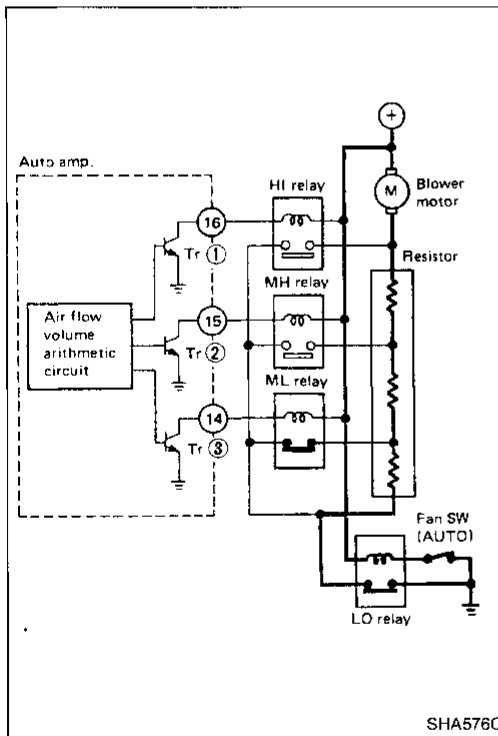 +
Auto amp.
HI relay
M
Blower
motor
16
Tr 1
Resistor
MH relay
Air flow
volume
arithmetic
circuit
15
Tr 2
ML relay
14
Tr 3
Fan SW
(AUTO)
LO relay
SHA576C